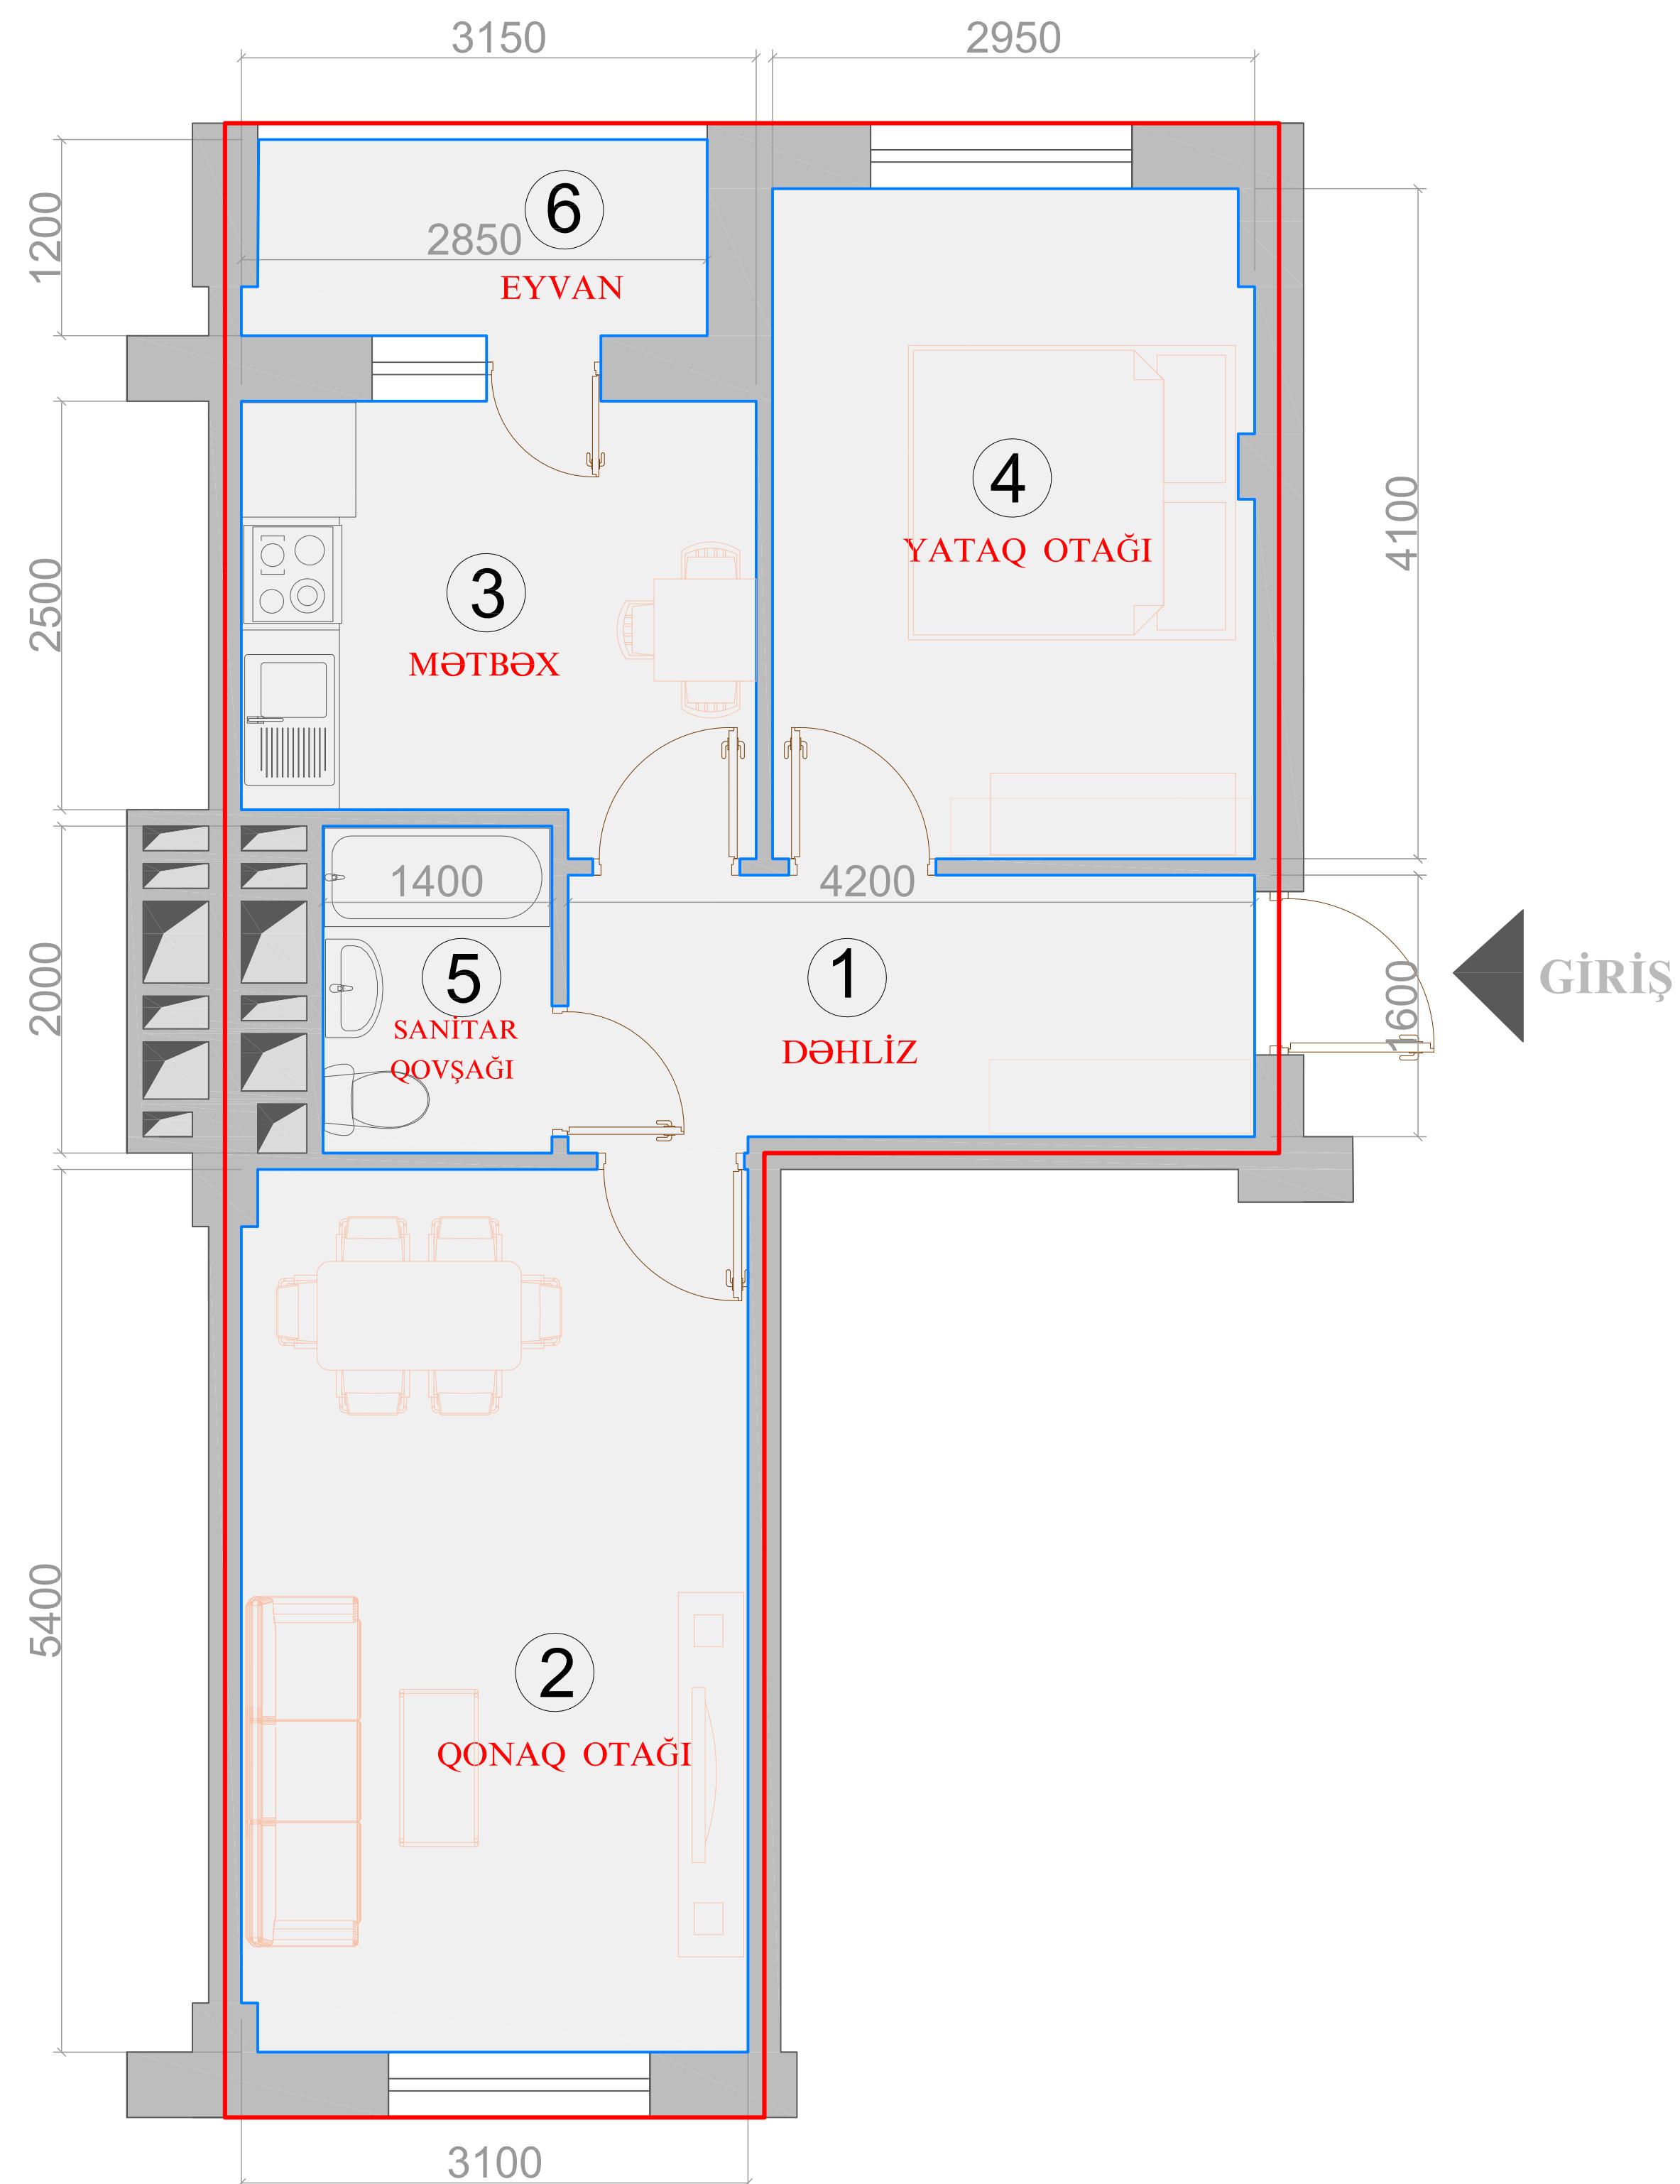 3150
2950
1200
6
2850
EYVAN
4
YATAQ OTAĞI
4100
2500
3
MƏTBƏX
1400
4200
2000
5
SANİTAR
QOVŞAĞI
1
DƏHLİZ
1600
GİRİŞ
5400
2
QONAQ OTAĞI
3100